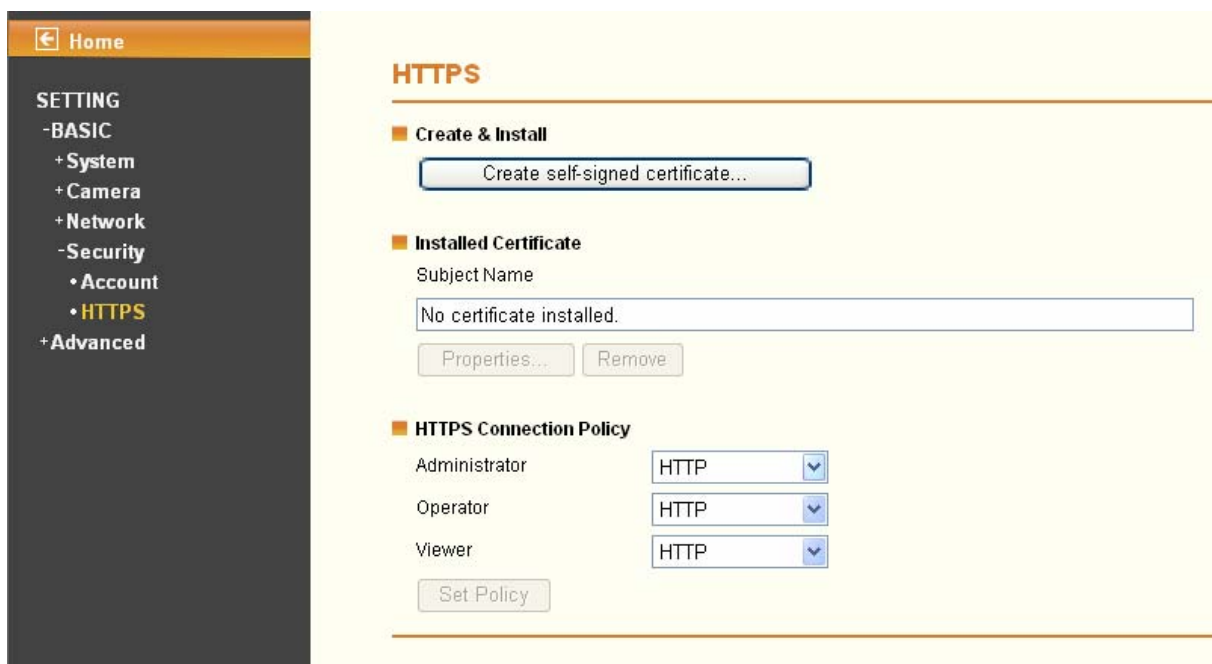 Home
SETTING
-BASIC
+System
+Camera
+Network
-Security
•Account
•HTTPS
+Advanced
HTTPS
Create & Install
Create self-signed certificate...
Installed Certificate
Subject Name
No certificate installed.
Properties... Remove
HTTPS Connection Policy
Administrator HTTP
Operator HTTP
Viewer HTTP
Set Policy